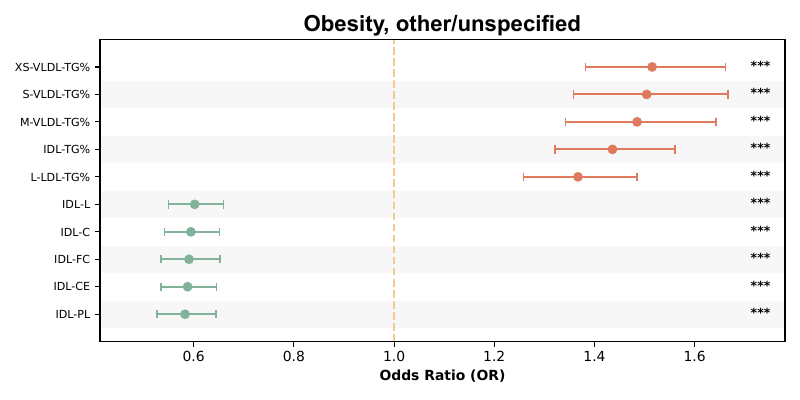 Obesity, other/unspecified
XS-VLDL-TG% ***
S-VLDL-TG% ***
M-VLDL-TG% ***
IDL-TG% ***
L-LDL-TG% ***
IDL-L ***
IDL-C ***
IDL-FC ***
IDL-CE ***
IDL-PL ***
0.6 0.8 1.0 1.2 1.4 1.6
Odds Ratio (OR)